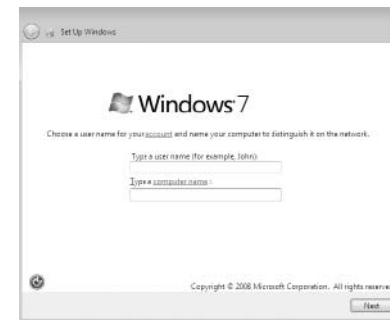 Set Up Windows
Windows 7
Choose a user name for your account and name your computer to distinguish it on the network.
Type a user name (for example, John):
Type a computer name:
Copyright © 2008 Microsoft Corporation. All rights reserve
Next